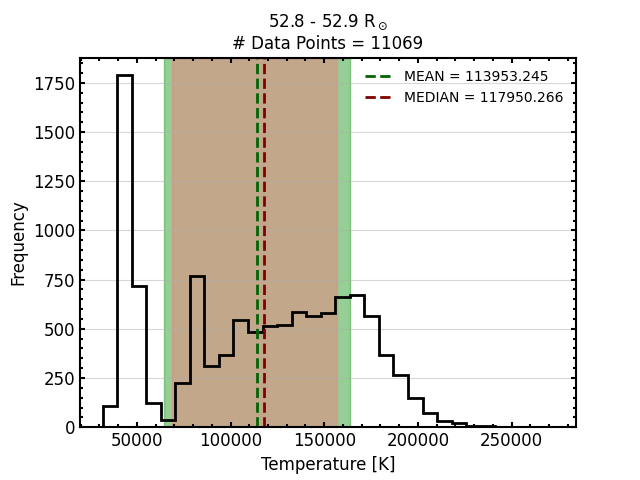 52.8 - 52.9 R⊙
# Data Points = 11069
MEAN = 113953.245
MEDIAN = 117950.266
Frequency
1750
1500
1250
1000
750
500
250
0
50000 100000 150000 200000 250000
Temperature [K]